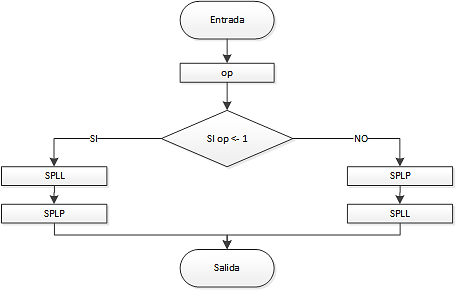 Entrada
op
SI op <- 1
SI
NO
SPLL
SPLP
SPLP
SPLL
Salida